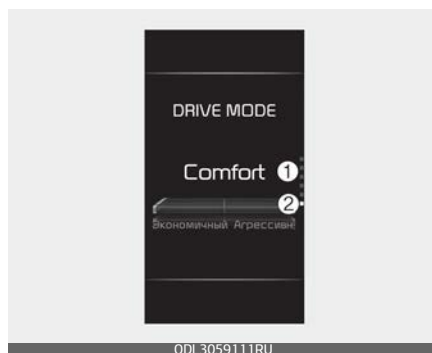 DRIVE MODE
Comfort ①
②
Экономичный Агрессивн
ODL3059111RU